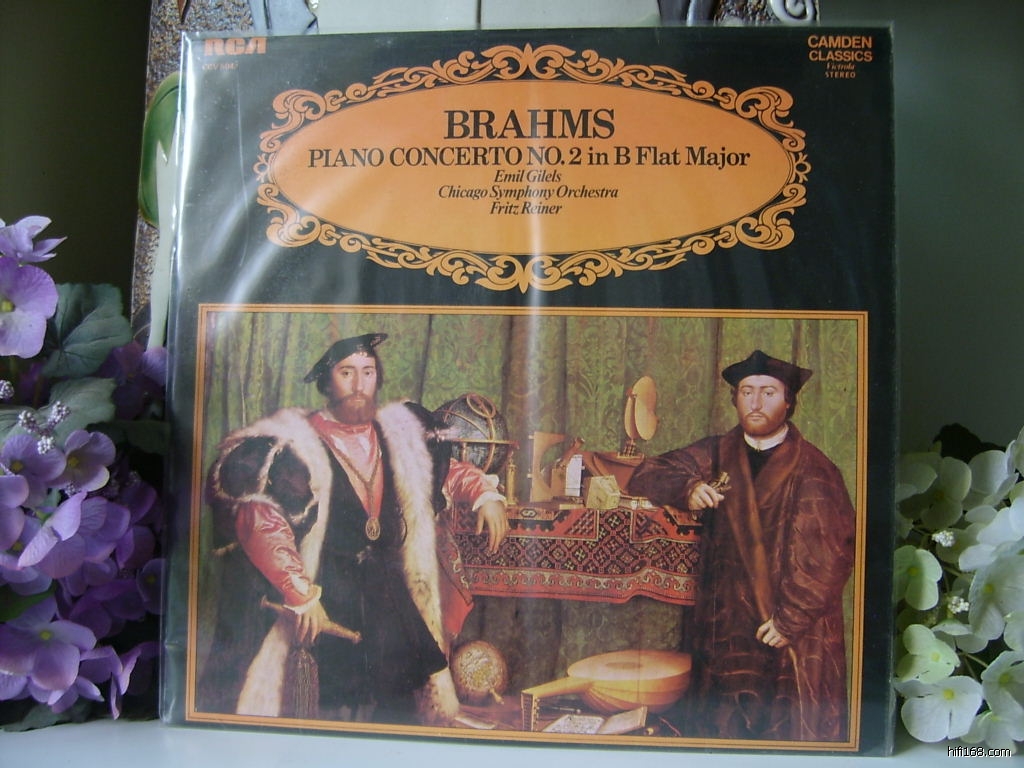 RCA
CAMDEN
CLASSICS
Victrola
STEREO
BRAHMS
PIANO CONCERTO NO. 2 in B Flat Major
Emil Gilels
Chicago Symphony Orchestra
Fritz Reiner
hifi168.com